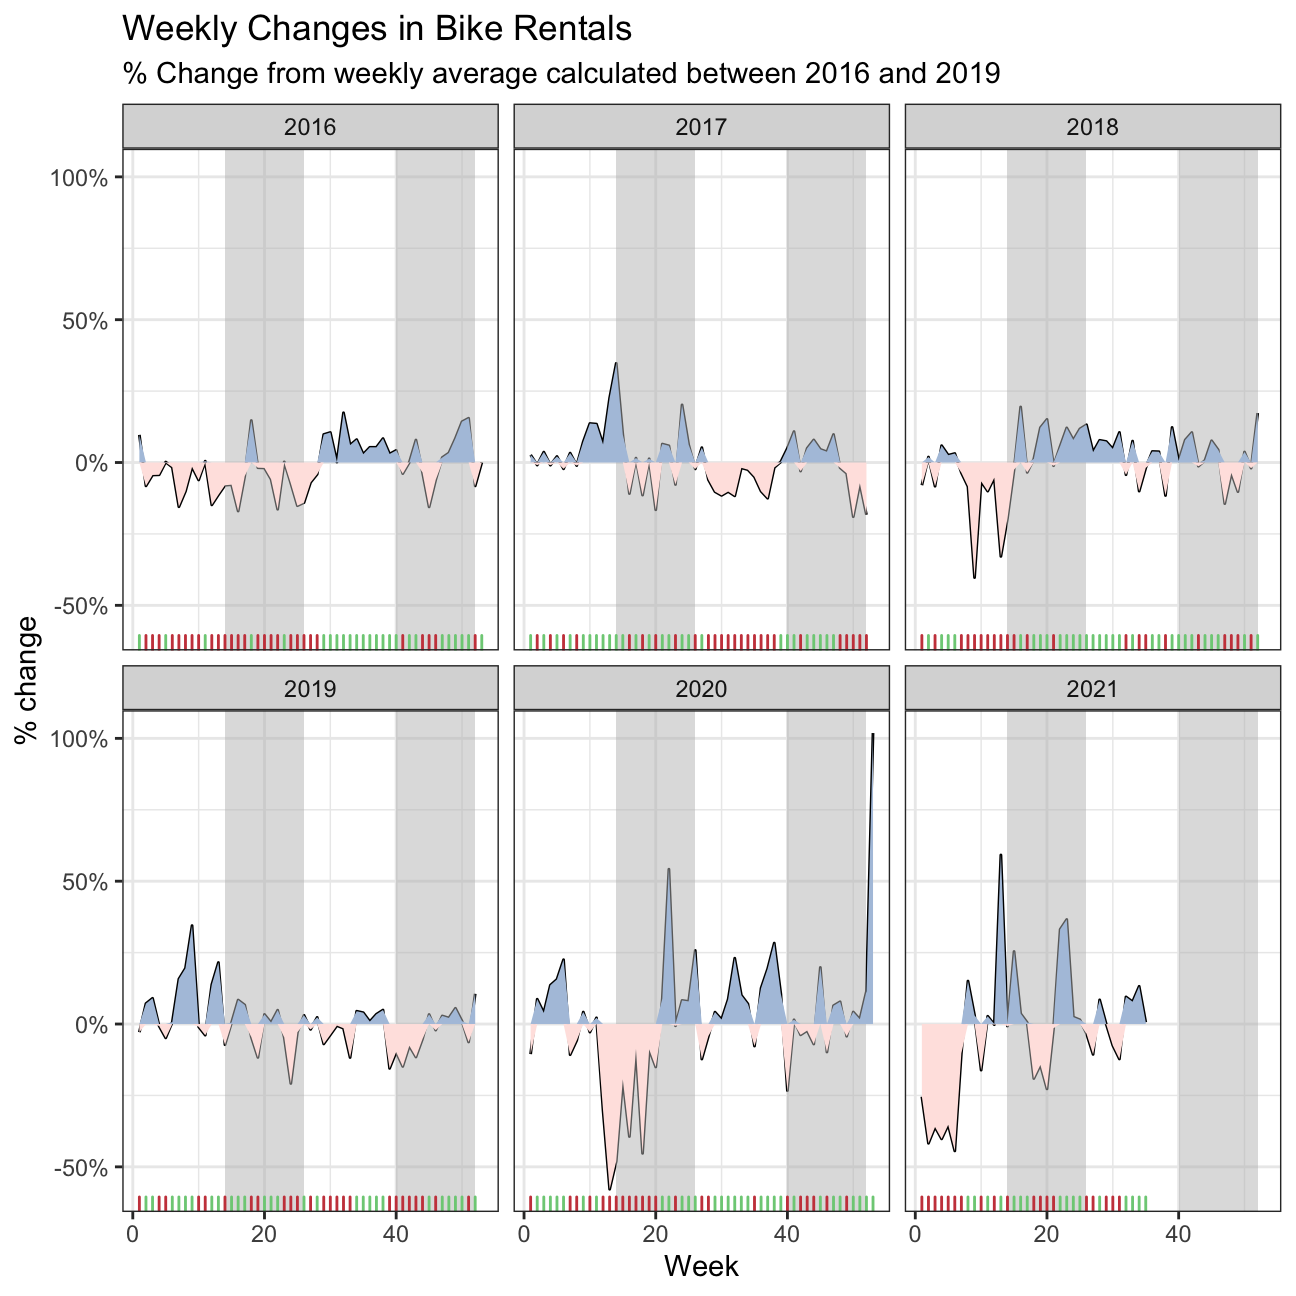 Weekly Changes in Bike Rentals
% Change from weekly average calculated between 2016 and 2019
2016 2017 2018
100%
50%
0%
-50%
2019 2020 2021
100%
50%
0%
-50%
0 20 40 0 20 40 0 20 40
Week
% change